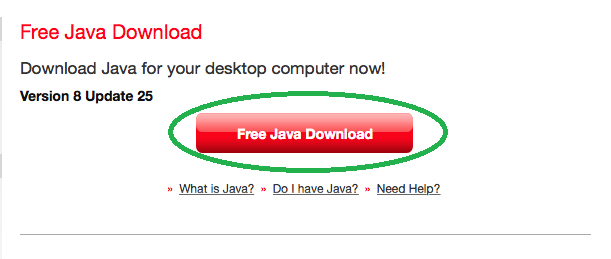 Free Java Download
Download Java for your desktop computer now!
Version 8 Update 25
Free Java Download
» What is Java? » Do I have Java? » Need Help?